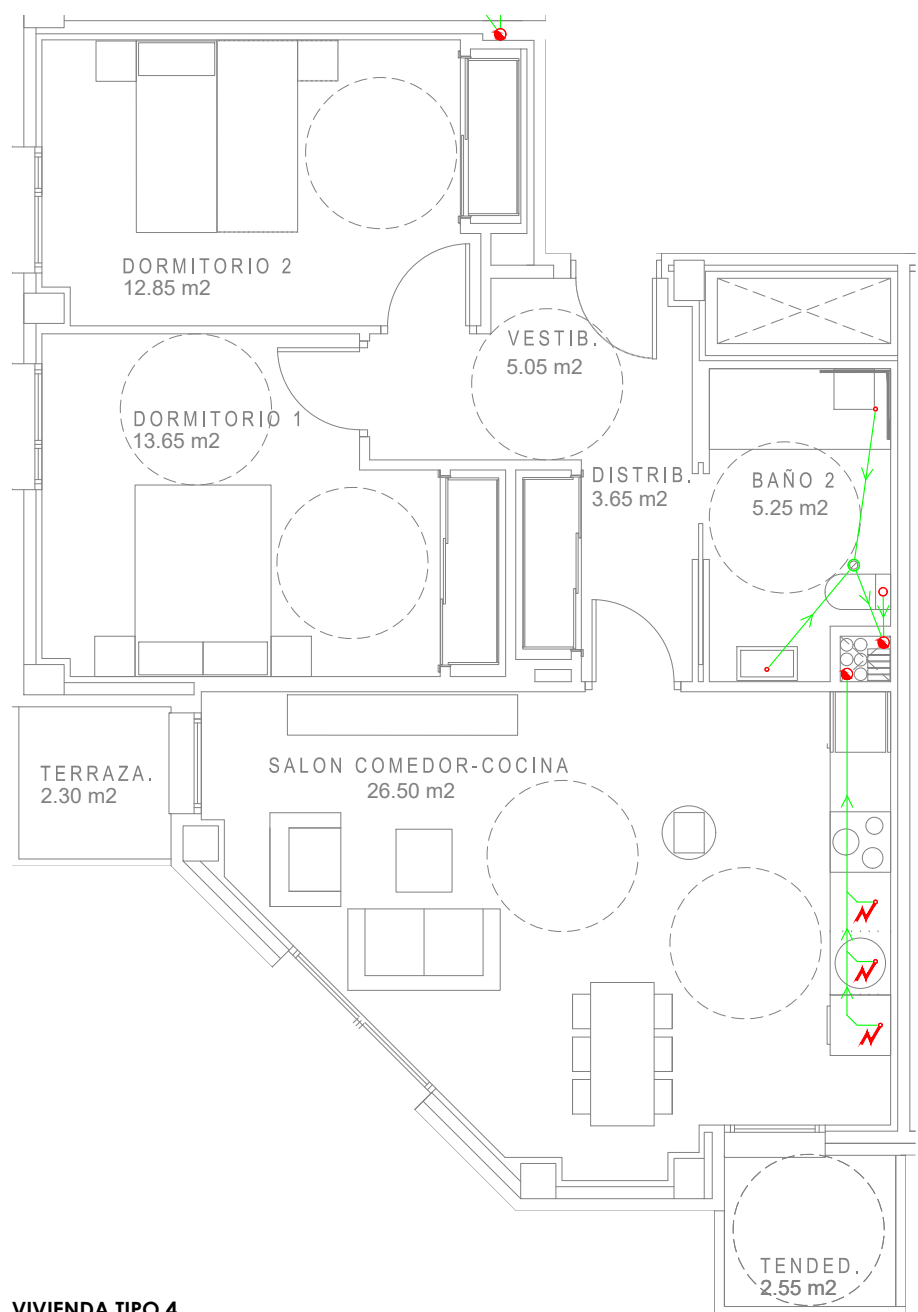 DORMITORIO 2
12.85 m2
VESTIB.
5.05 m2
DORMITORIO 1
13.65 m2
DISTRIB.
3.65 m2
BAÑO 2
5.25 m2
TERRAZA.
2.30 m2
SALON COMEDOR-COCINA
26.50 m2
TENDED.
2.55 m2
VIVIENDA TIPO 4